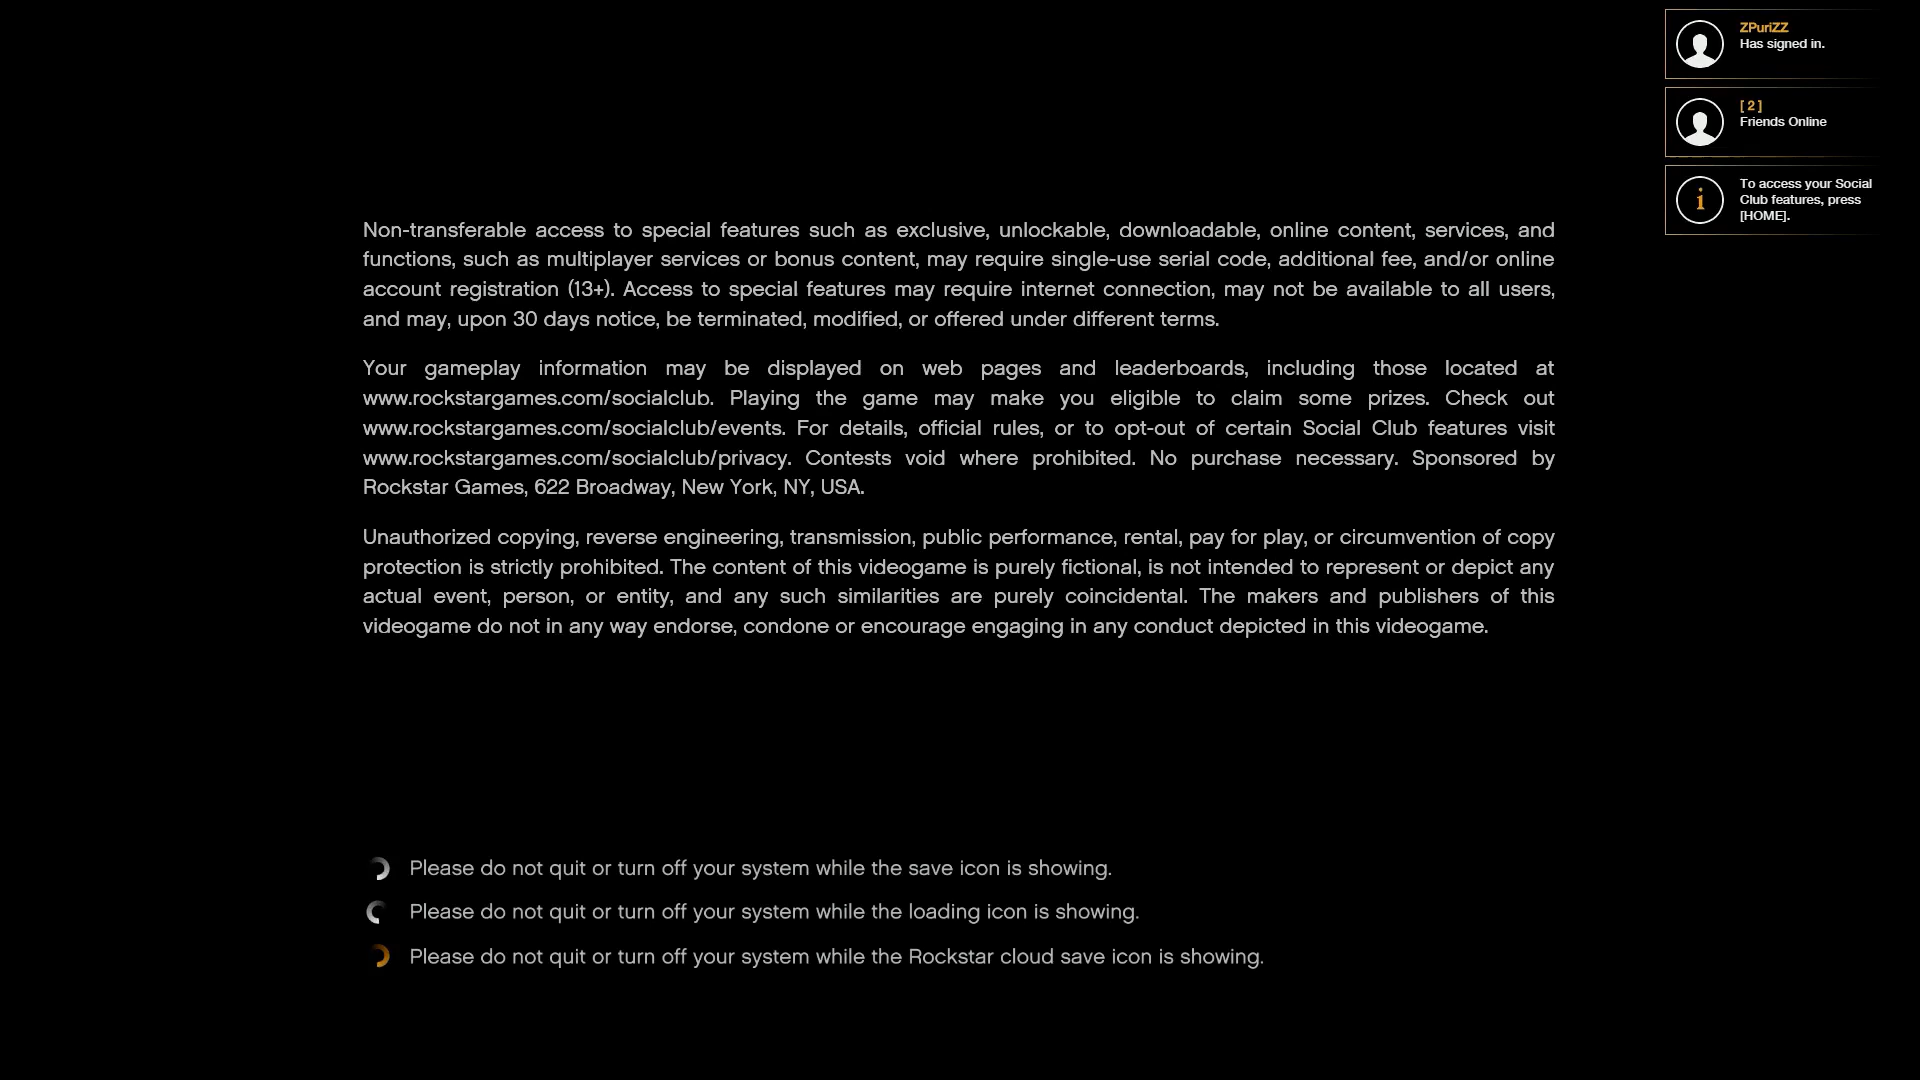 ZPuriZZ
Has signed in.
[ 2 ]
Friends Online
To access your Social
Club features, press
[HOME].
Non-transferable access to special features such as exclusive, unlockable, downloadable, online content, services, and
functions, such as multiplayer services or bonus content, may require single-use serial code, additional fee, and/or online
account registration (13+). Access to special features may require internet connection, may not be available to all users,
and may, upon 30 days notice, be terminated, modified, or offered under different terms.
Your gameplay information may be displayed on web pages and leaderboards, including those located at
www.rockstargames.com/socialclub. Playing the game may make you eligible to claim some prizes. Check out
www.rockstargames.com/socialclub/events. For details, official rules, or to opt-out of certain Social Club features visit
www.rockstargames.com/socialclub/privacy. Contests void where prohibited. No purchase necessary. Sponsored by
Rockstar Games, 622 Broadway, New York, NY, USA.
Unauthorized copying, reverse engineering, transmission, public performance, rental, pay for play, or circumvention of copy
protection is strictly prohibited. The content of this videogame is purely fictional, is not intended to represent or depict any
actual event, person, or entity, and any such similarities are purely coincidental. The makers and publishers of this
videogame do not in any way endorse, condone or encourage engaging in any conduct depicted in this videogame.
Please do not quit or turn off your system while the save icon is showing.
Please do not quit or turn off your system while the loading icon is showing.
Please do not quit or turn off your system while the Rockstar cloud save icon is showing.